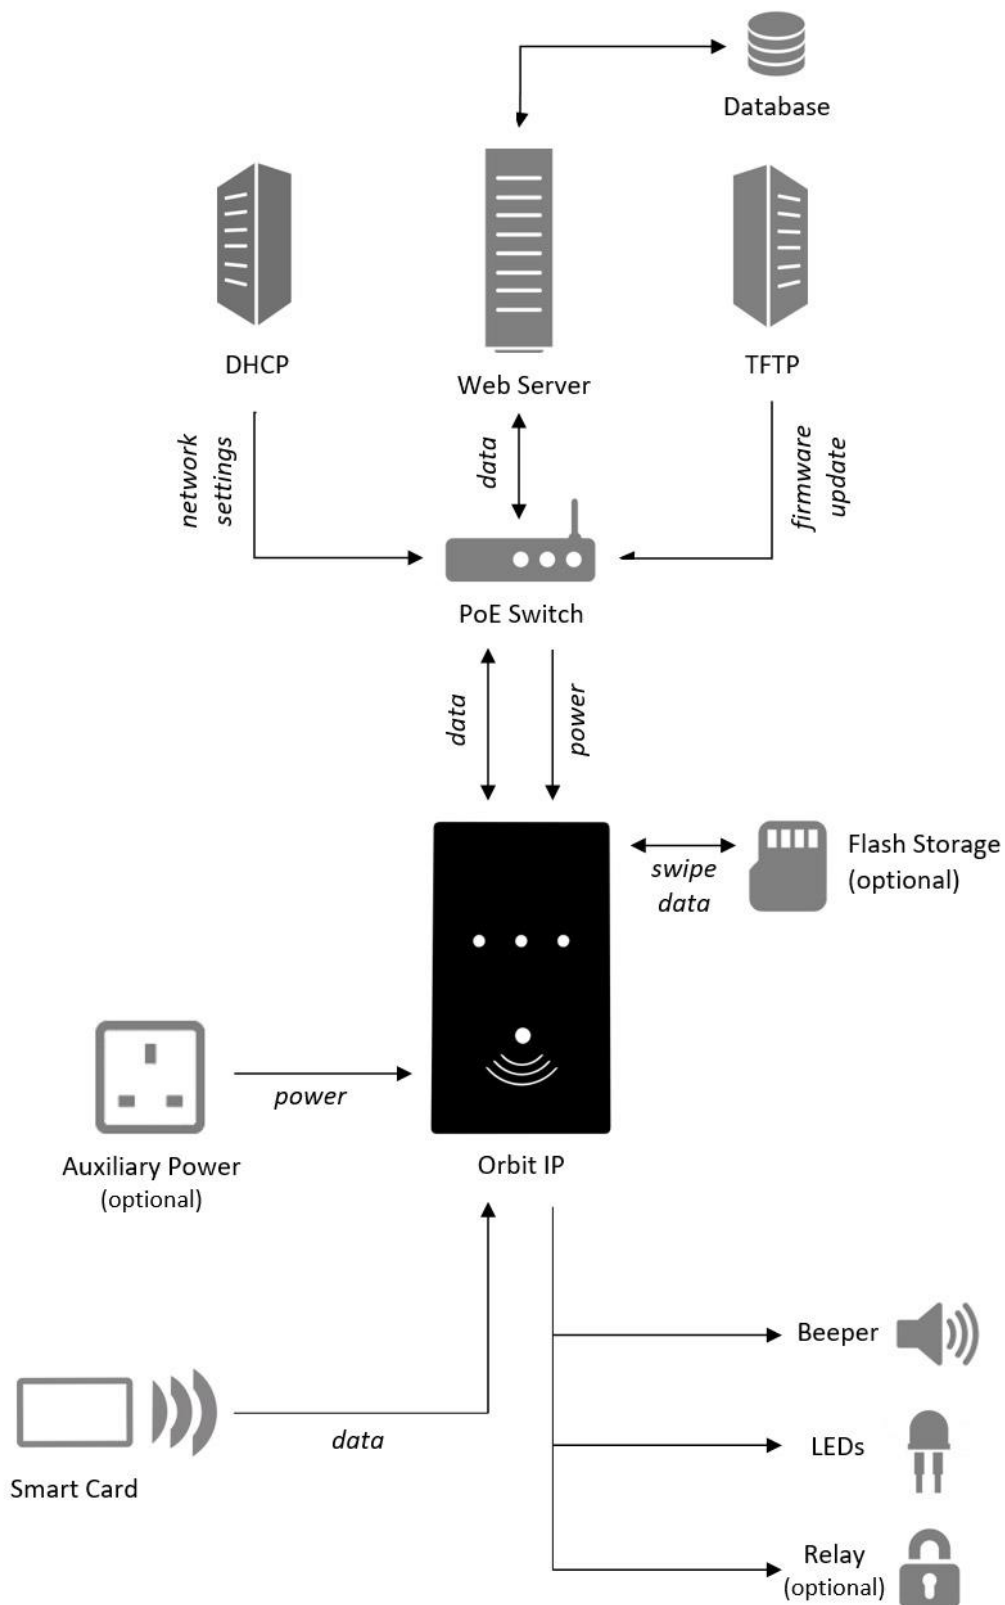 Database
DHCP
Web Server
TFTP
network
settings
data
firmware
update
PoE Switch
data
power
swipe
data
Flash Storage
(optional)
power
Auxiliary Power
(optional)
Orbit IP
Beeper
data
Smart Card
LEDs
Relay
(optional)